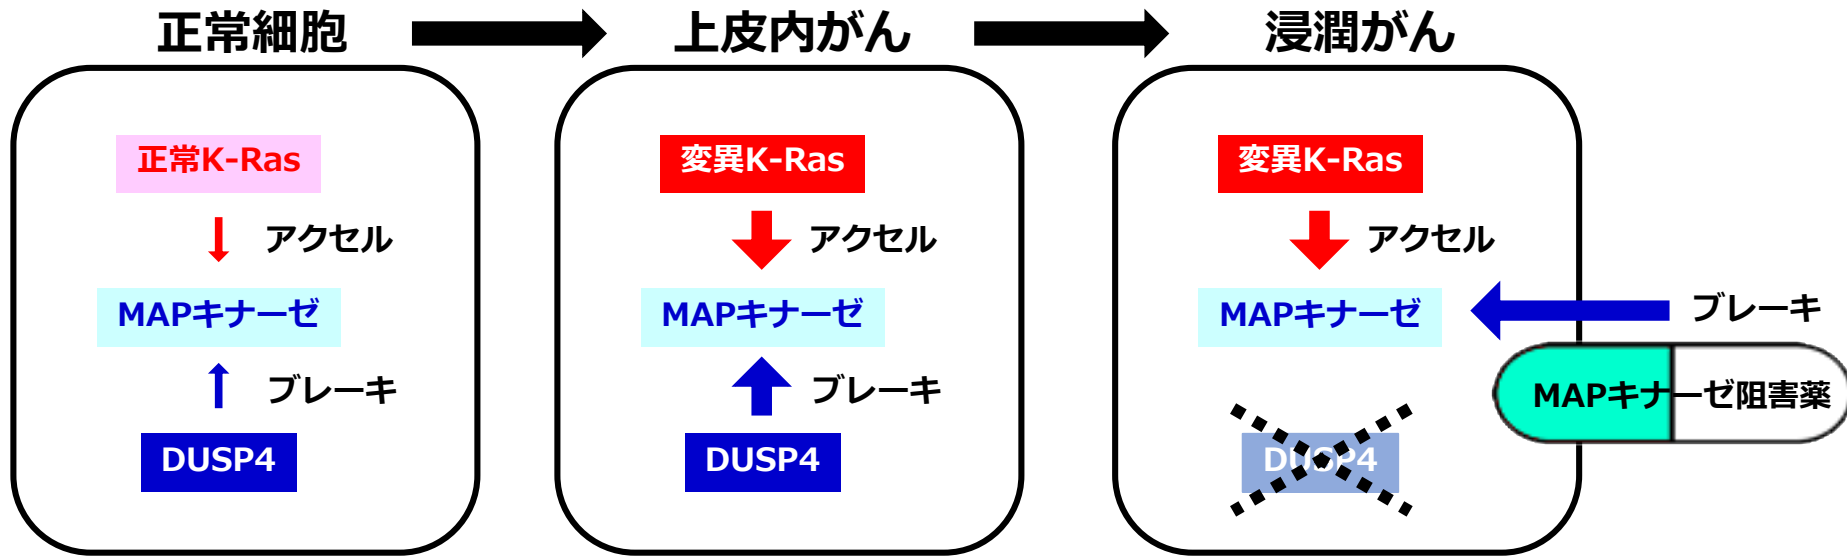 正常細胞
上皮内がん
浸潤がん
正常K-Ras
アクセル
MAPキナーゼ
ブレーキ
DUSP4
変異K-Ras
アクセル
MAPキナーゼ
ブレーキ
DUSP4
変異K-Ras
アクセル
MAPキナーゼ
ブレーキ
MAPキナーゼ阻害薬
DUSP4